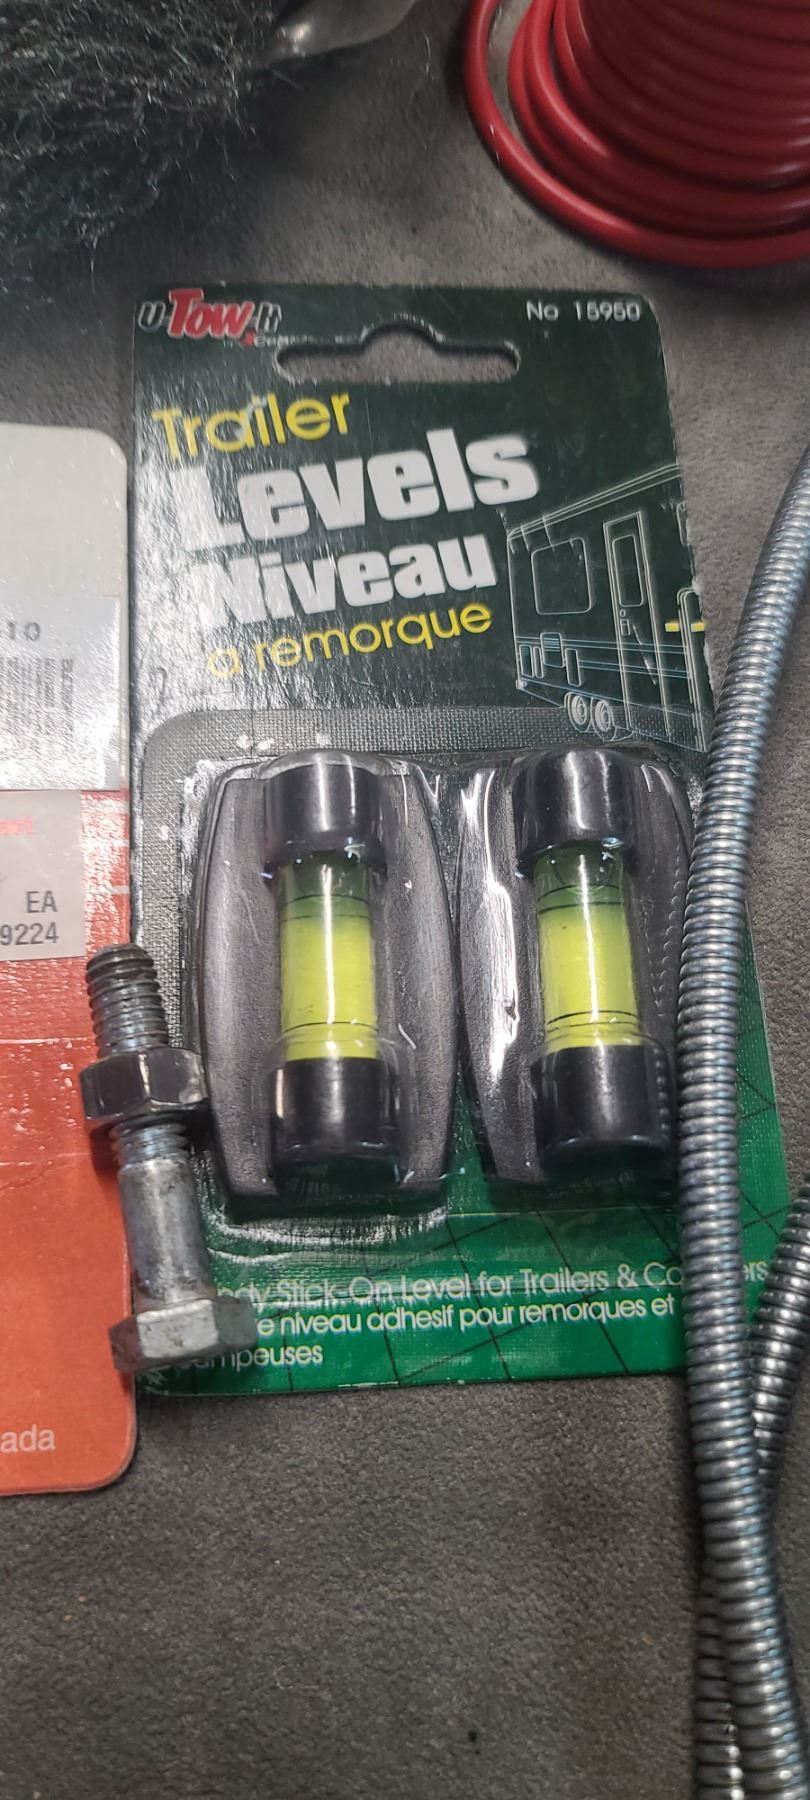 U-Tow-It
No 15950
Trailer
Levels
Niveau
a remorque
-10
EA
9224
Stick-On Level for Trailers &
niveau adhesif pour remorques et
ada